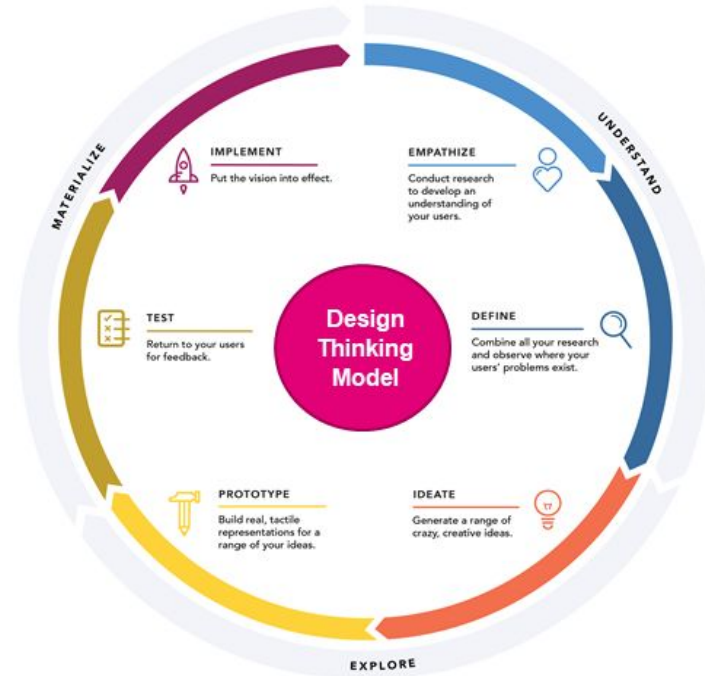 Design
Thinking
Model
UNDERSTAND
EMPATHIZE
Conduct research
to develop an
understanding of
your users.
DEFINE
Combine all your research
and observe where your
users' problems exist.
EXPLORE
IDEATE
Generate a range of
crazy, creative ideas.
PROTOTYPE
Build real, tactile
representations for a
range of your ideas.
MATERIALIZE
TEST
Return to your users
for feedback.
IMPLEMENT
Put the vision into effect.